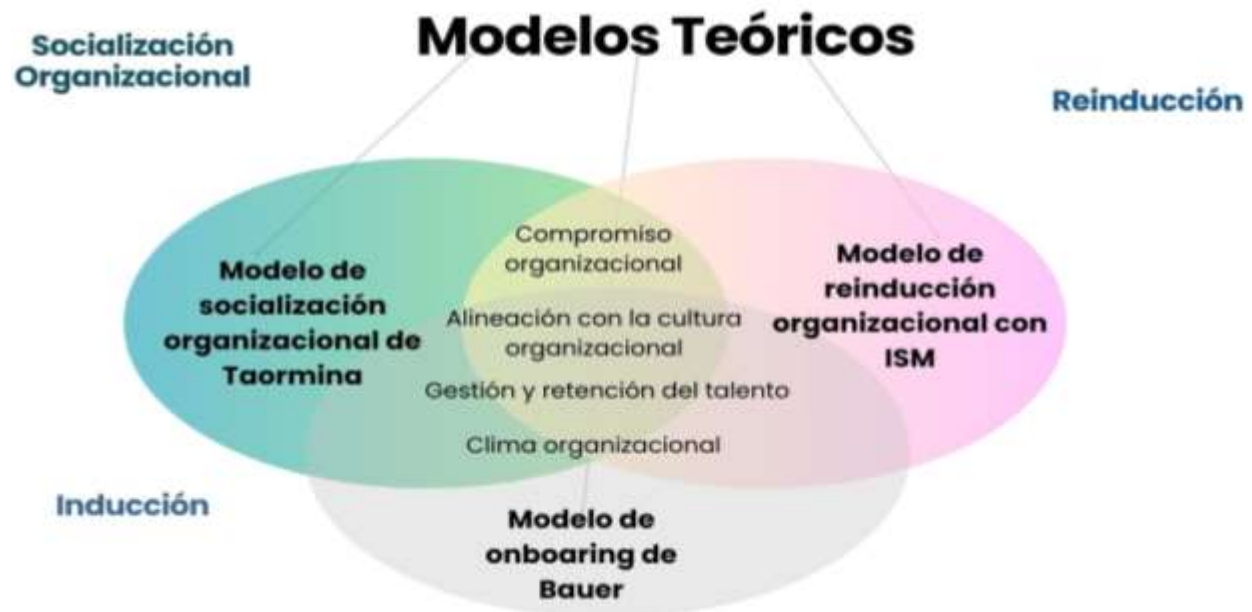 Modelos Teóricos
Socialización
Organizacional
Reinducción
Modelo de
socialización
organizacional de
Taormina
Compromiso
organizacional
Alineación con la cultura
organizacional
Gestión y retención del talento
Clima organizacional
Modelo de
reinducción
organizacional con
ISM
Inducción
Modelo de
onboaring de
Bauer